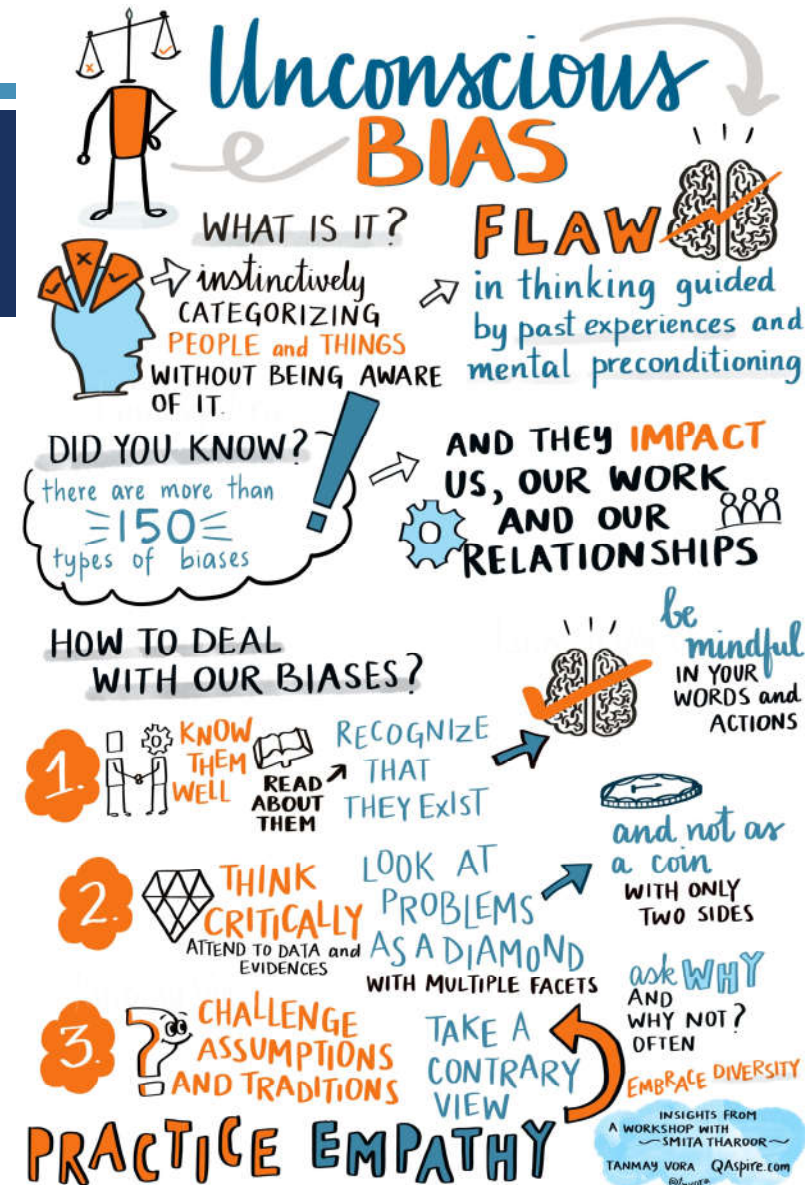 Unconscious
BIAS
WHAT IS IT?
instinctively
CATEGORIZING
PEOPLE and THINGS
WITHOUT BEING AWARE
OF IT.
FLAW
in thinking guided
by past experiences and
mental preconditioning
DID YOU KNOW?
there are more than
150
types of biases
AND THEY IMPACT
US, OUR WORK
AND OUR
RELATIONSHIPS
HOW TO DEAL
WITH OUR BIASES?
1.
KNOW
THEM
WELL
READ
ABOUT
THEM
RECOGNIZE
THAT
THEY EXIST
be
mindful
IN YOUR
WORDS and
ACTIONS
2.
THINK
CRITICALLY
ATTEND TO DATA and
EVIDENCES
LOOK AT
PROBLEMS
AS A DIAMOND
WITH MULTIPLE FACETS
and not as
a coin
WITH ONLY
TWO SIDES
3.
CHALLENGE
ASSUMPTIONS
AND TRADITIONS
TAKE A
CONTRARY
VIEW
ask WHY
AND
WHY NOT?
OFTEN
EMBRACE DIVERSITY
PRACTICE EMPATHY
INSIGHTS FROM
A WORKSHOP WITH
SMITA THAROOR
TANMAY VORA QAspire.com